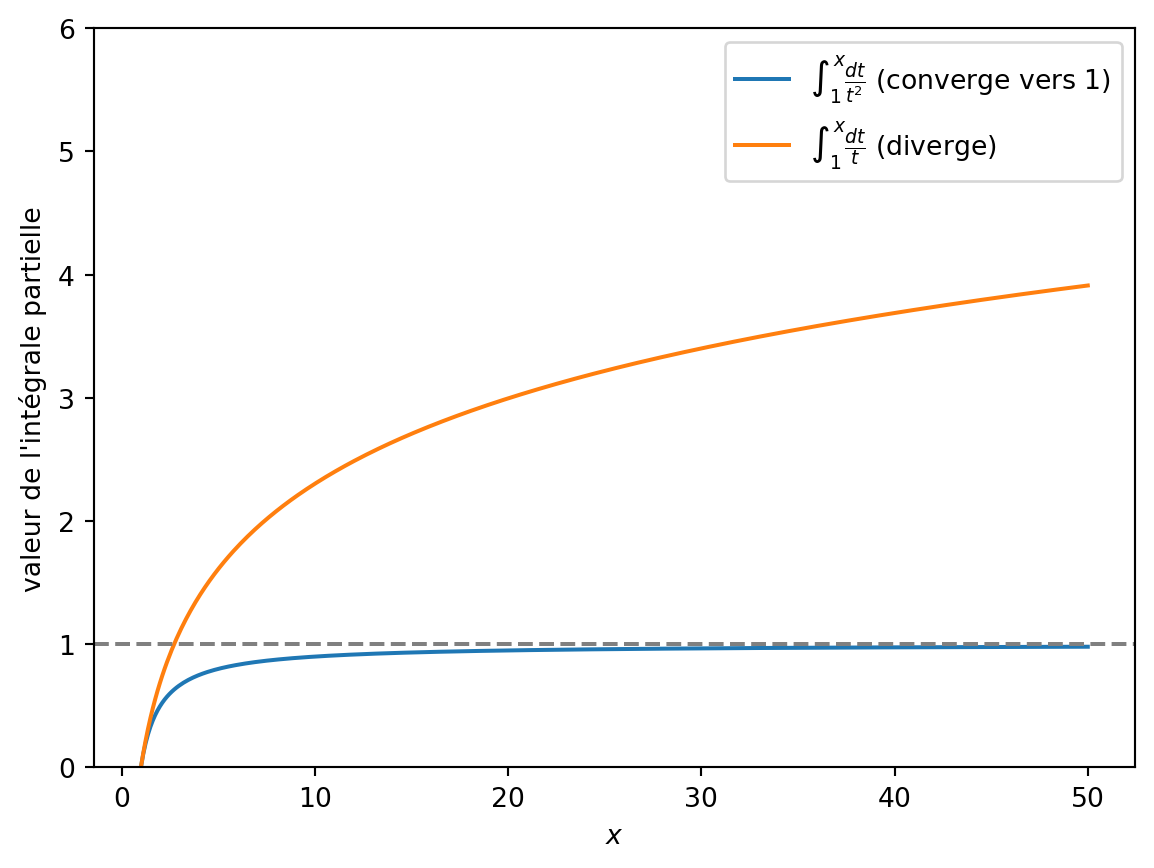 6
5
4
3
2
1
0
valeur de l'intégrale partielle
∫₁ˣ dt/t² (converge vers 1)
∫₁ˣ dt/t (diverge)
0 10 20 30 40 50
x